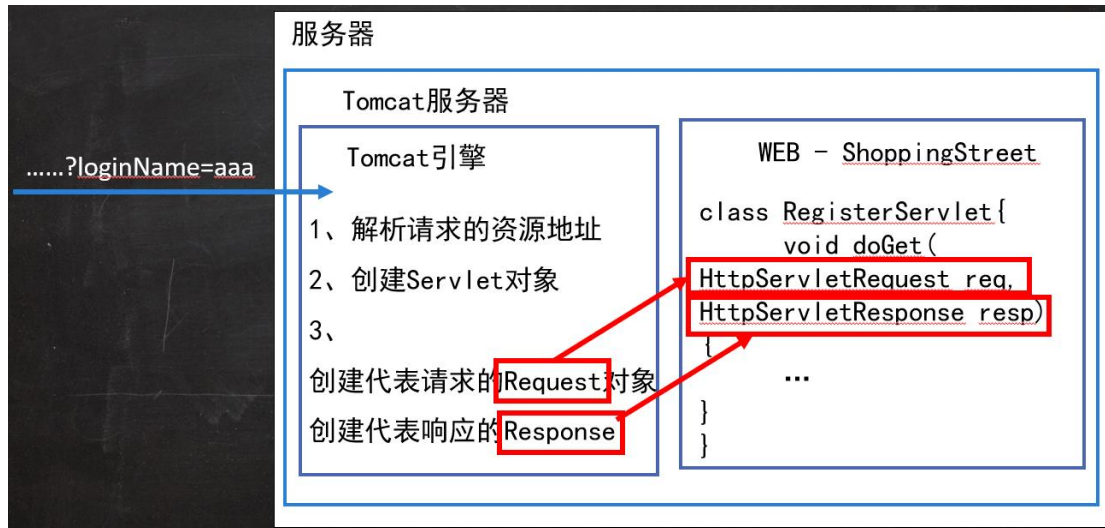 服务器
Tomcat服务器
......?loginName=aaa
Tomcat引擎
1、解析请求的资源地址
2、创建Servlet对象
3、
创建代表请求的Request对象
创建代表响应的Response
WEB - ShoppingStreet
class RegisterServlet{
void doGet(
HttpServletRequest req,
HttpServletResponse resp)
{
...
}
}